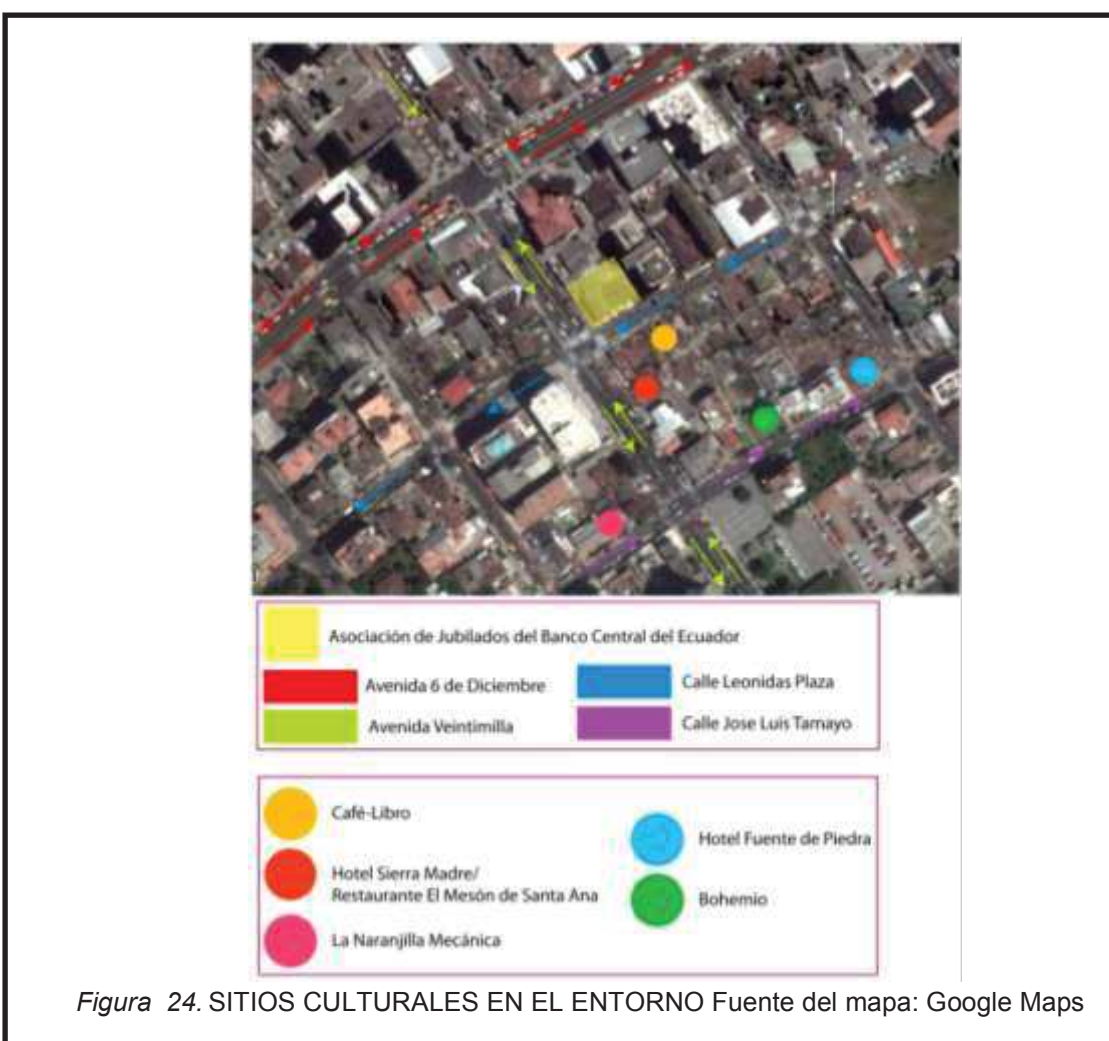 Asociación de Jubilados del Banco Central del Ecuador
Avenida 6 de Diciembre
Calle Leonidas Plaza
Avenida Veintimilla
Calle Jose Luis Tamayo
Café-Libro
Hotel Fuente de Piedra
Hotel Sierra Madre/
Restaurante El Mesón de Santa Ana
Bohemio
La Naranjilla Mecánica
Figura 24. SITIOS CULTURALES EN EL ENTORNO Fuente del mapa: Google Maps